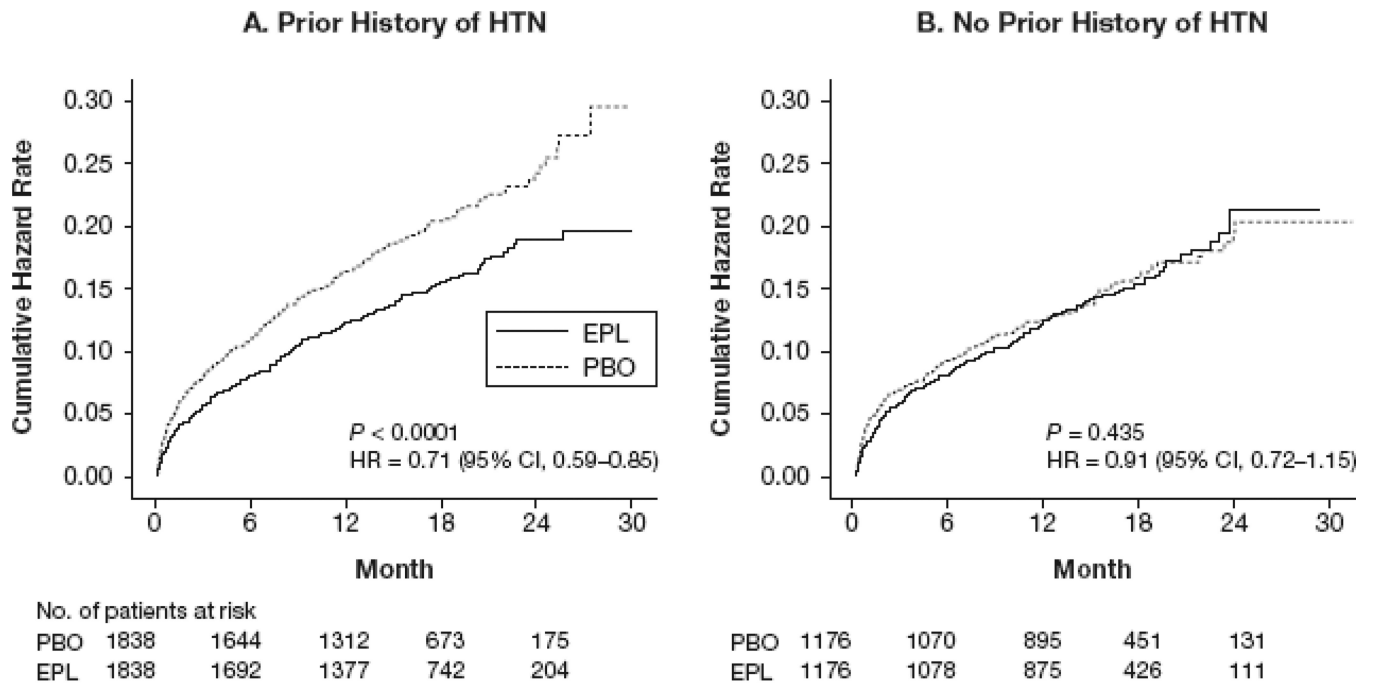 A. Prior History of HTN
Cumulative Hazard Rate
0.30
0.25
0.20
0.15
0.10
0.05
0.00
EPL
PBO
P < 0.0001
HR = 0.71 (95% CI, 0.59–0.85)
0 6 12 18 24 30
Month
No. of patients at risk
PBO 1838 1644 1312 673 175
EPL 1838 1692 1377 742 204
B. No Prior History of HTN
Cumulative Hazard Rate
0.30
0.25
0.20
0.15
0.10
0.05
0.00
P = 0.435
HR = 0.91 (95% CI, 0.72–1.15)
0 6 12 18 24 30
Month
PBO 1176 1070 895 451 131
EPL 1176 1078 875 426 111